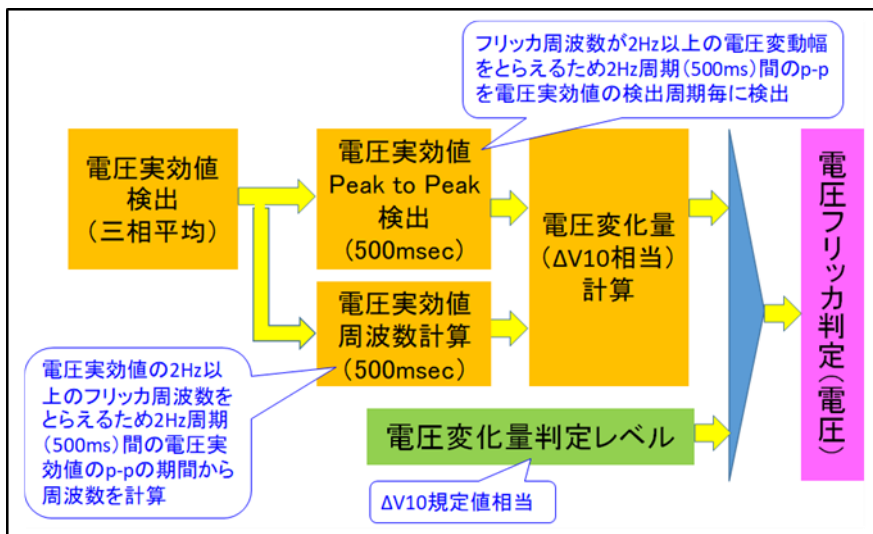 フリッカ周波数が2Hz以上の電圧変動幅
をとらえるため2Hz周期(500ms)間のp-p
を電圧実効値の検出周期毎に検出
電圧実効値
検出
(三相平均)
電圧実効値
Peak to Peak
検出
(500msec)
電圧実効値
周波数計算
(500msec)
電圧変化量
(ΔV10相当)
計算
電圧フリッカ判定(電圧)
電圧実効値の2Hz以
上のフリッカ周波数を
とらえるため2Hz周期
(500ms)間の電圧実
効値のp-pの期間から
周波数を計算
電圧変化量判定レベル
ΔV10規定値相当